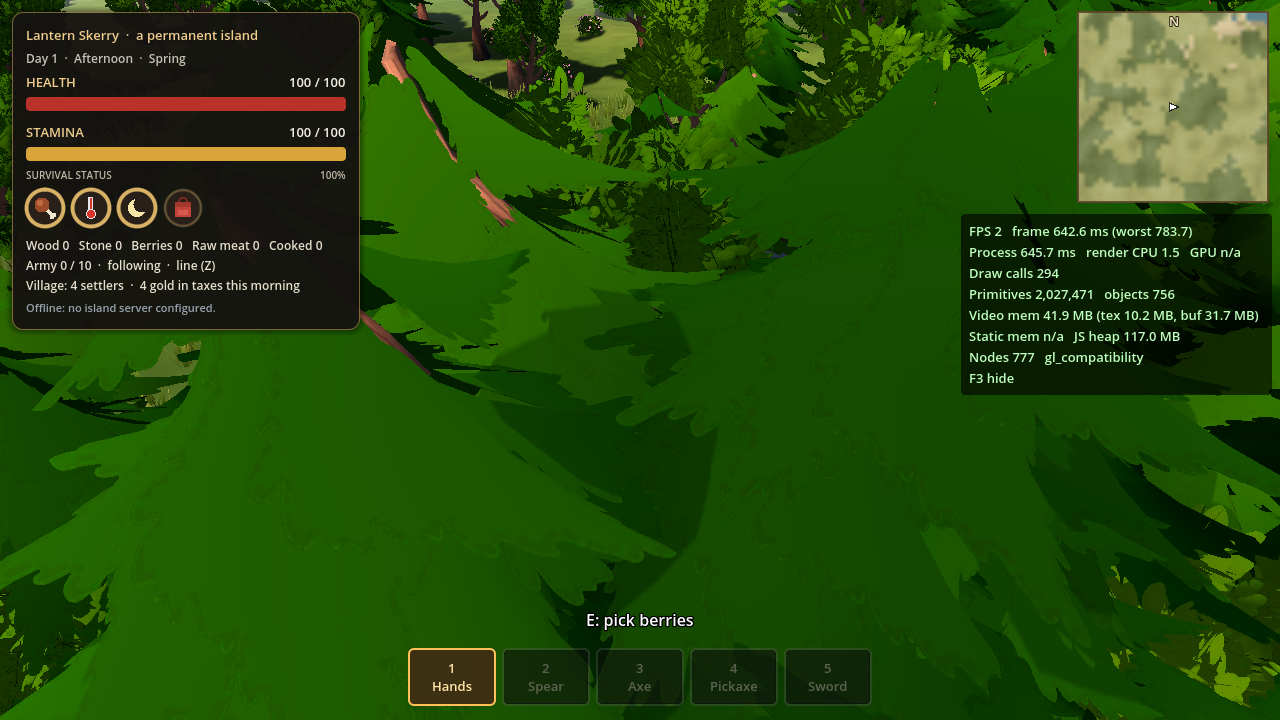 Lantern Skerry · a permanent island
Day 1 · Afternoon · Spring
HEALTH 100 / 100
STAMINA 100 / 100
SURVIVAL STATUS 100%
Wood 0 Stone 0 Berries 0 Raw meat 0 Cooked 0
Army 0 / 10 · following · line (Z)
Village: 4 settlers · 4 gold in taxes this morning
Offline: no island server configured.
N
FPS 2 frame 642.6 ms (worst 783.7)
Process 645.7 ms render CPU 1.5 GPU n/a
Draw calls 294
Primitives 2,027,471 objects 756
Video mem 41.9 MB (tex 10.2 MB, buf 31.7 MB)
Static mem n/a JS heap 117.0 MB
Nodes 777 gl_compatibility
F3 hide
E: pick berries
1 2 3 4 5
Hands Spear Axe Pickaxe Sword